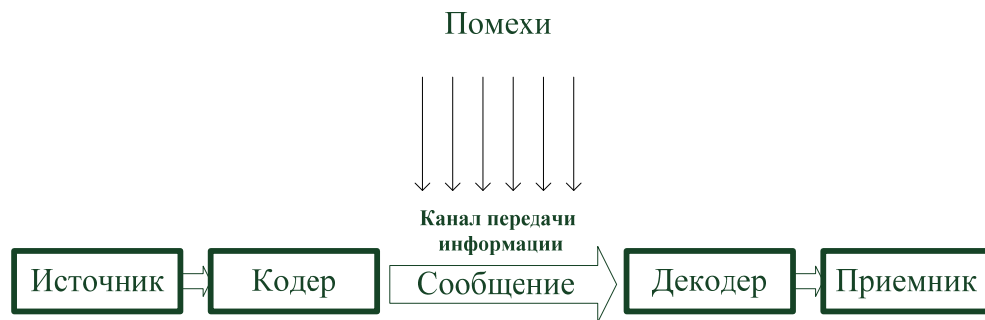 Помехи
Канал передачи
информации
Источник
Кодер
Сообщение
Декодер
Приемник